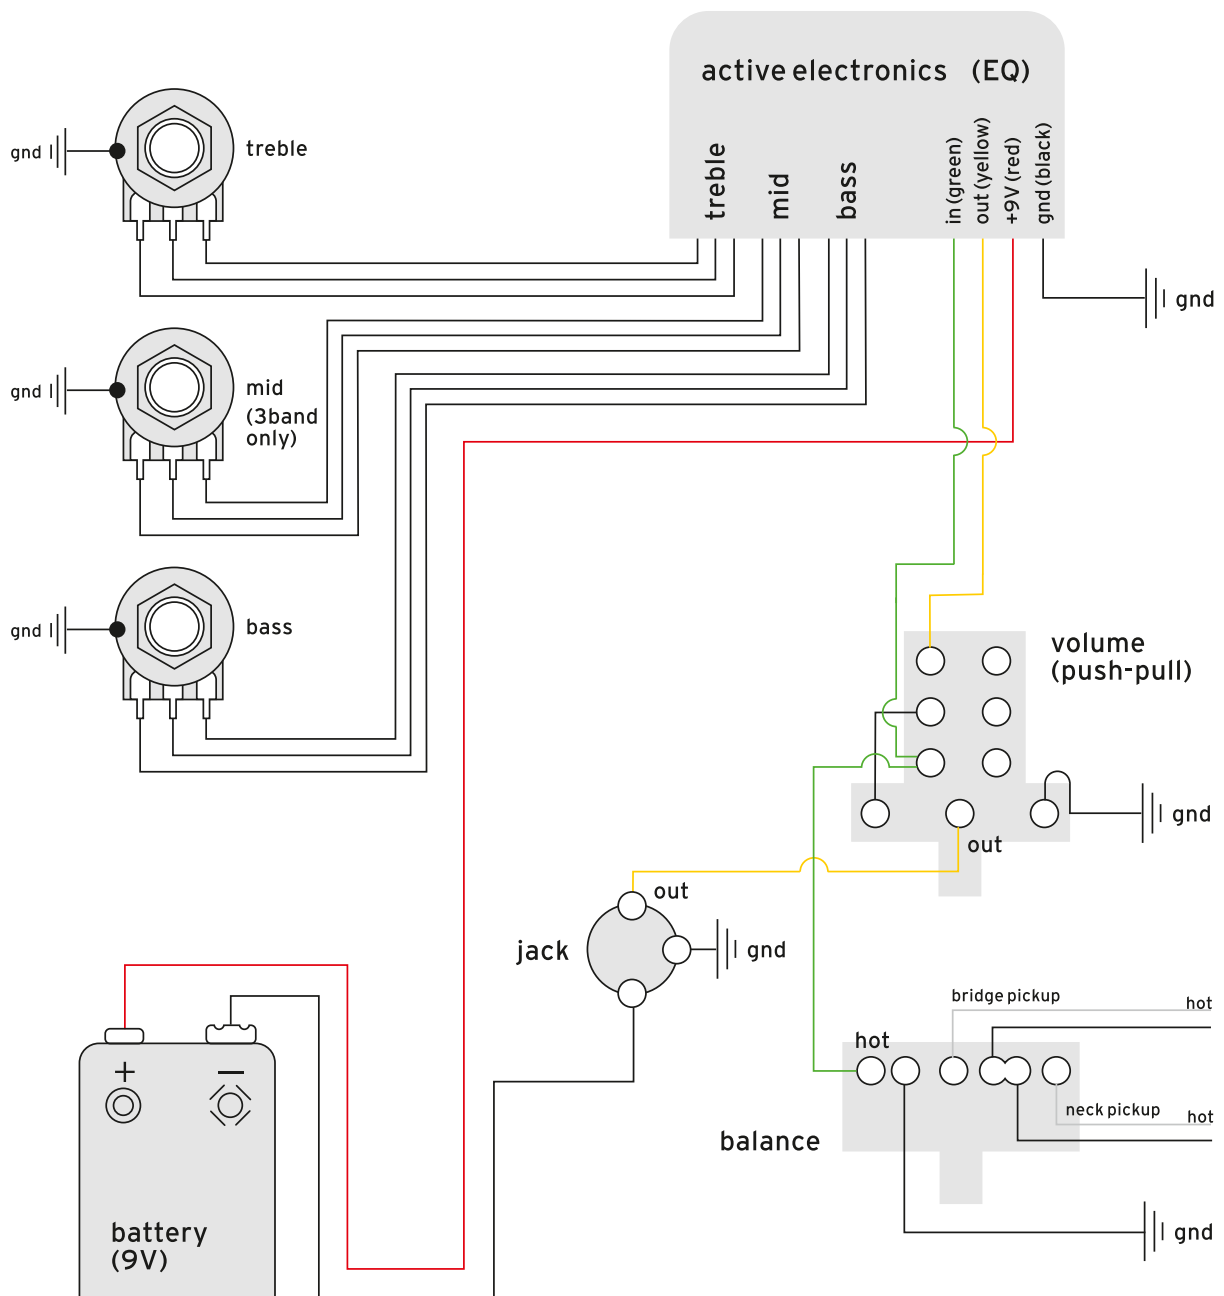 active electronics (EQ)
treble
mid
bass
in (green)
out (yellow)
+9V (red)
gnd (black)
gnd
treble
gnd
gnd
mid
(3band
only)
gnd
bass
volume
(push-pull)
gnd
out
out
jack
gnd
bridge pickup
hot
hot
neck pickup
hot
balance
gnd
+
−
battery
(9V)